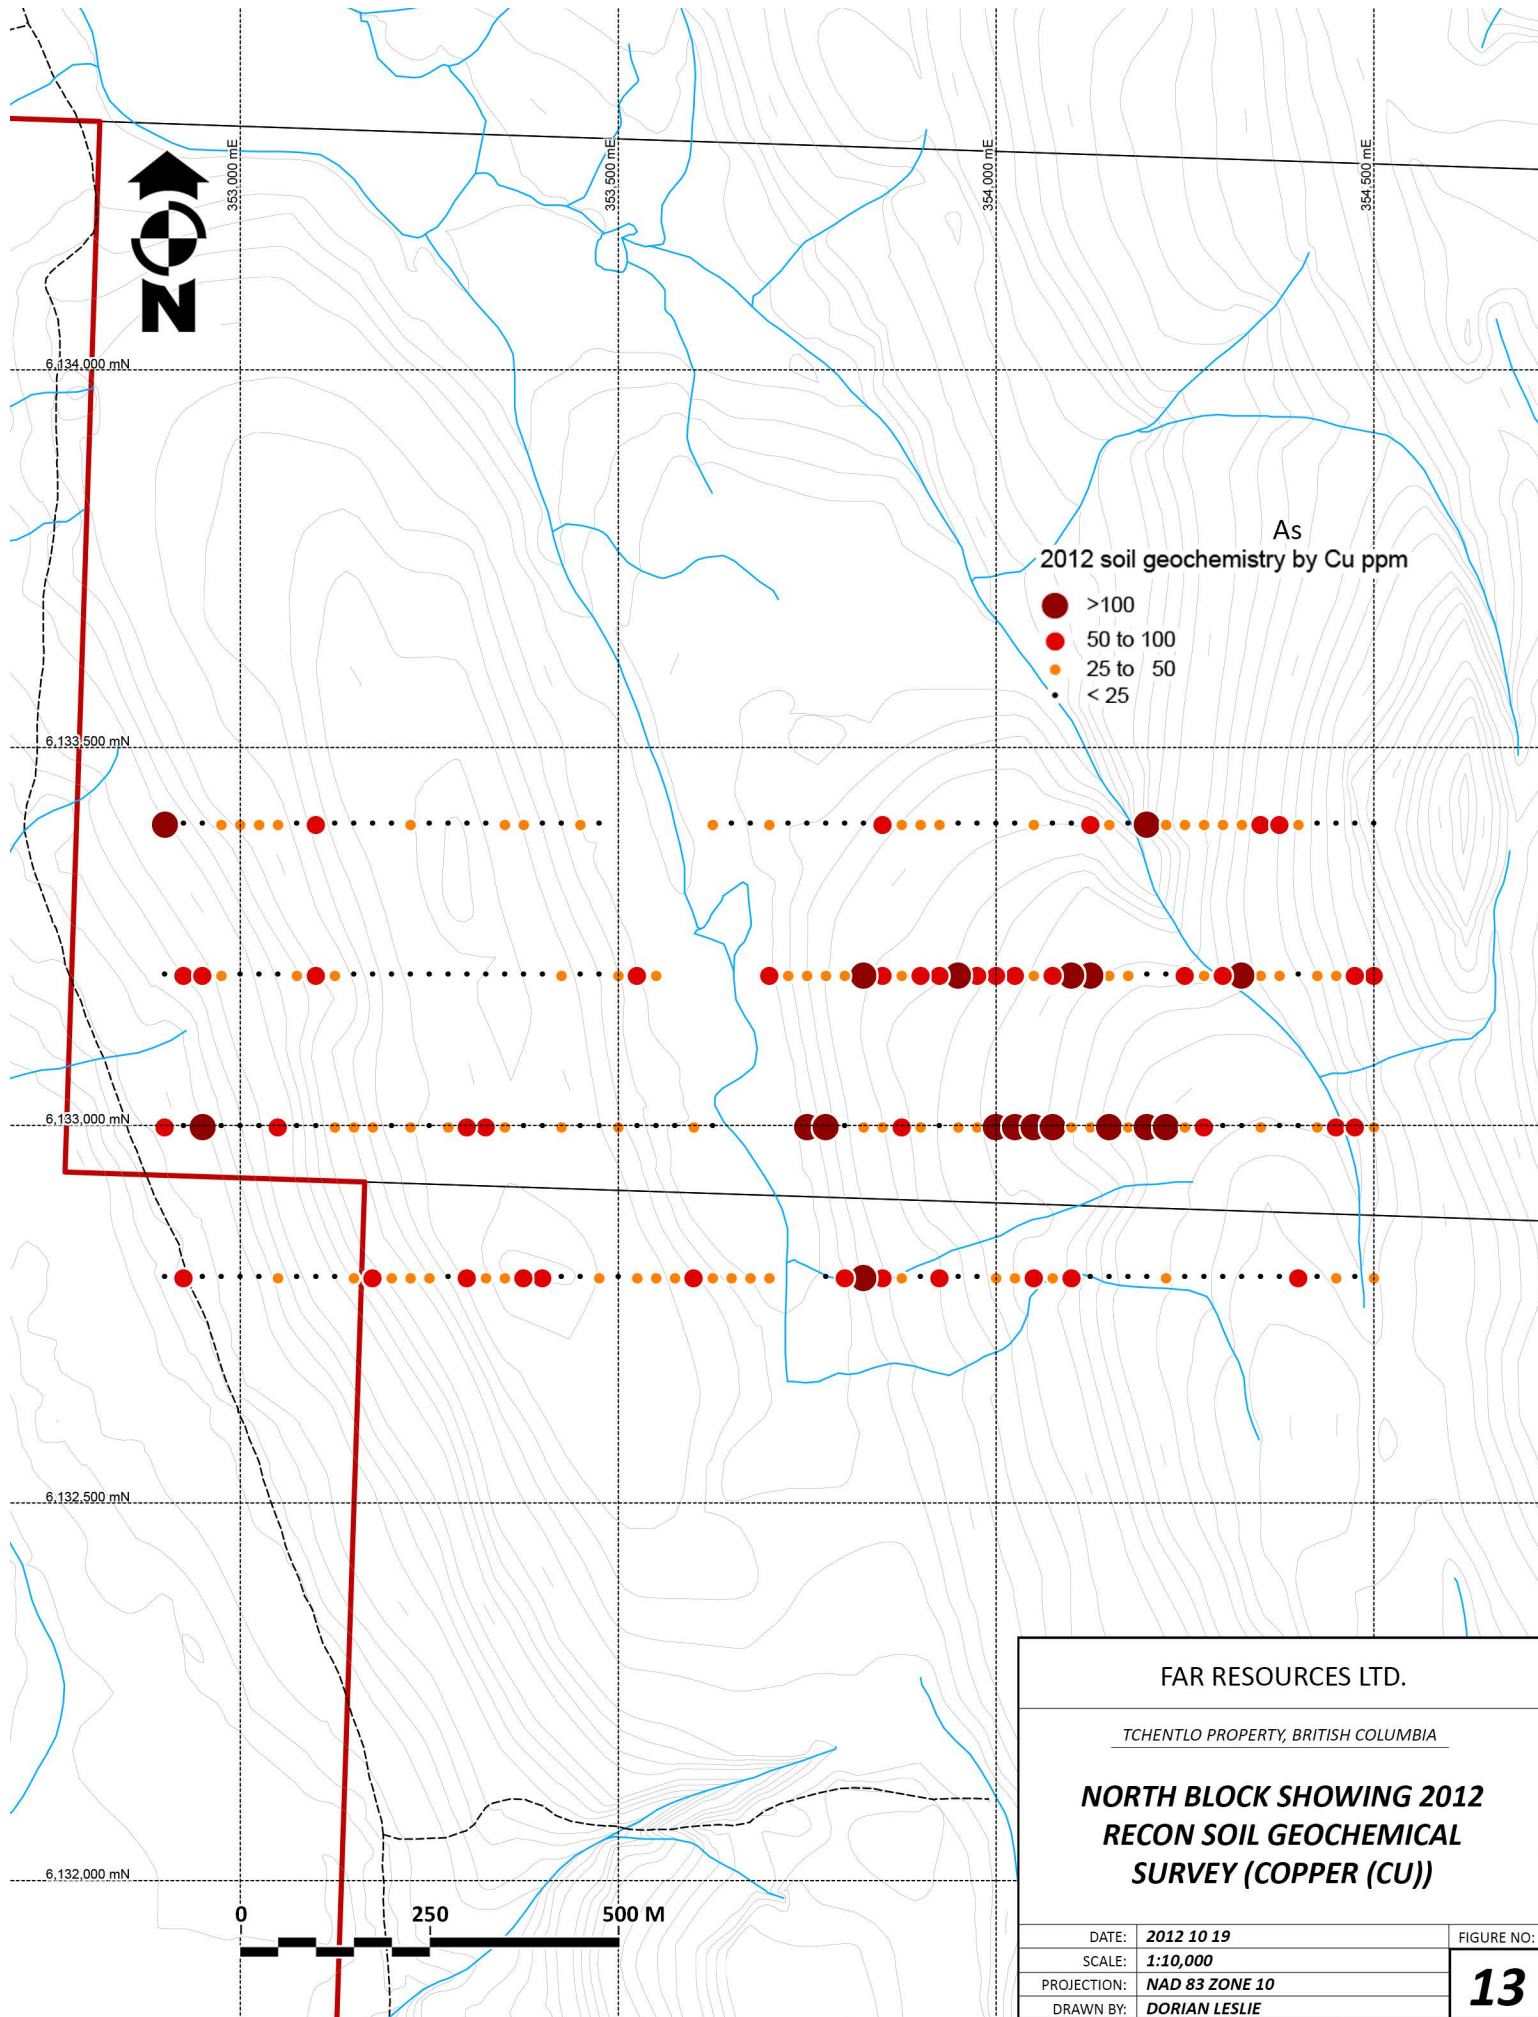 353,000 mE
353,500 mE
354,000 mE
354,500 mE
N
6,134,000 mN
As
2012 soil geochemistry by Cu ppm
>100
50 to 100
25 to 50
< 25
6,133,500 mN
6,133,000 mN
6,132,500 mN
6,132,000 mN
0 250 500 M
FAR RESOURCES LTD.
TCHENTLO PROPERTY, BRITISH COLUMBIA
NORTH BLOCK SHOWING 2012
RECON SOIL GEOCHEMICAL
SURVEY (COPPER (CU))
DATE: 2012 10 19
SCALE: 1:10,000
PROJECTION: NAD 83 ZONE 10
DRAWN BY: DORIAN LESLIE
FIGURE NO:
13